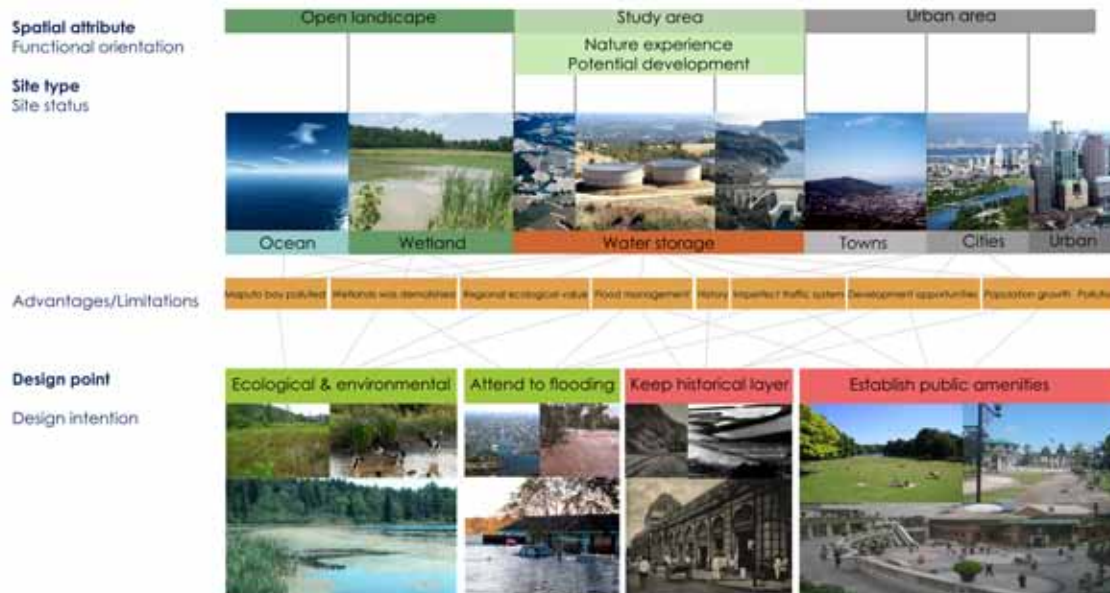 Spatial attribute
Functional orientation
Open landscape
Study area
Urban area
Nature experience
Potential development
Site type
Site status
Ocean
Wetland
Water storage
Towns
Cities
Urban
Advantages/Limitations
Maputo bay polluted
Wetlands was demolished
Regional ecological value
Flood management
History
Imperfect traffic system
Development opportunities
Population growth
Design point
Design intention
Ecological & environmental
Attend to flooding
Keep historical layer
Establish public amenities